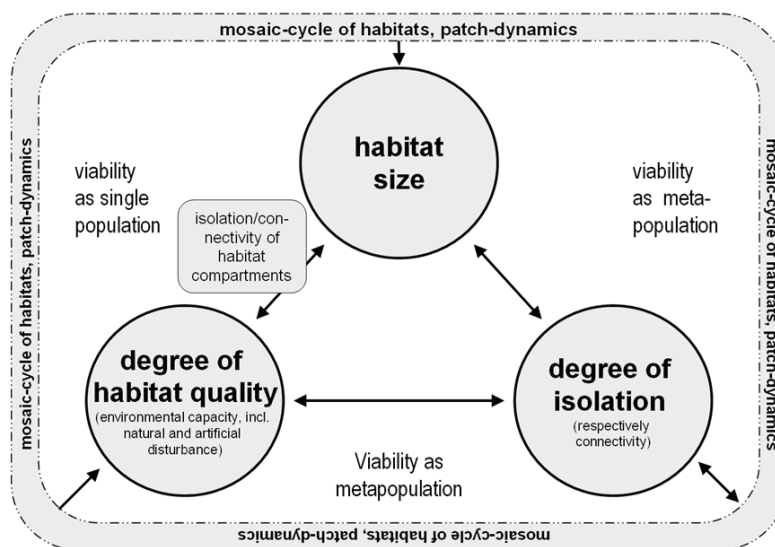 mosaic-cycle of habitats, patch-dynamics
habitat
size
viability
as single
population
viability
as meta-
population
isolation/con-
nectivity of
habitat
compartments
mosaic-cycle of habitats, patch-dynamics
mosaic-cycle of habitats, patch-dynamics
degree of
habitat quality
(environmental capacity, incl.
natural and artificial
disturbance)
degree of
isolation
(respectively
connectivity)
Viability as
metapopulation
mosaic-cycle of habitats, patch-dynamics